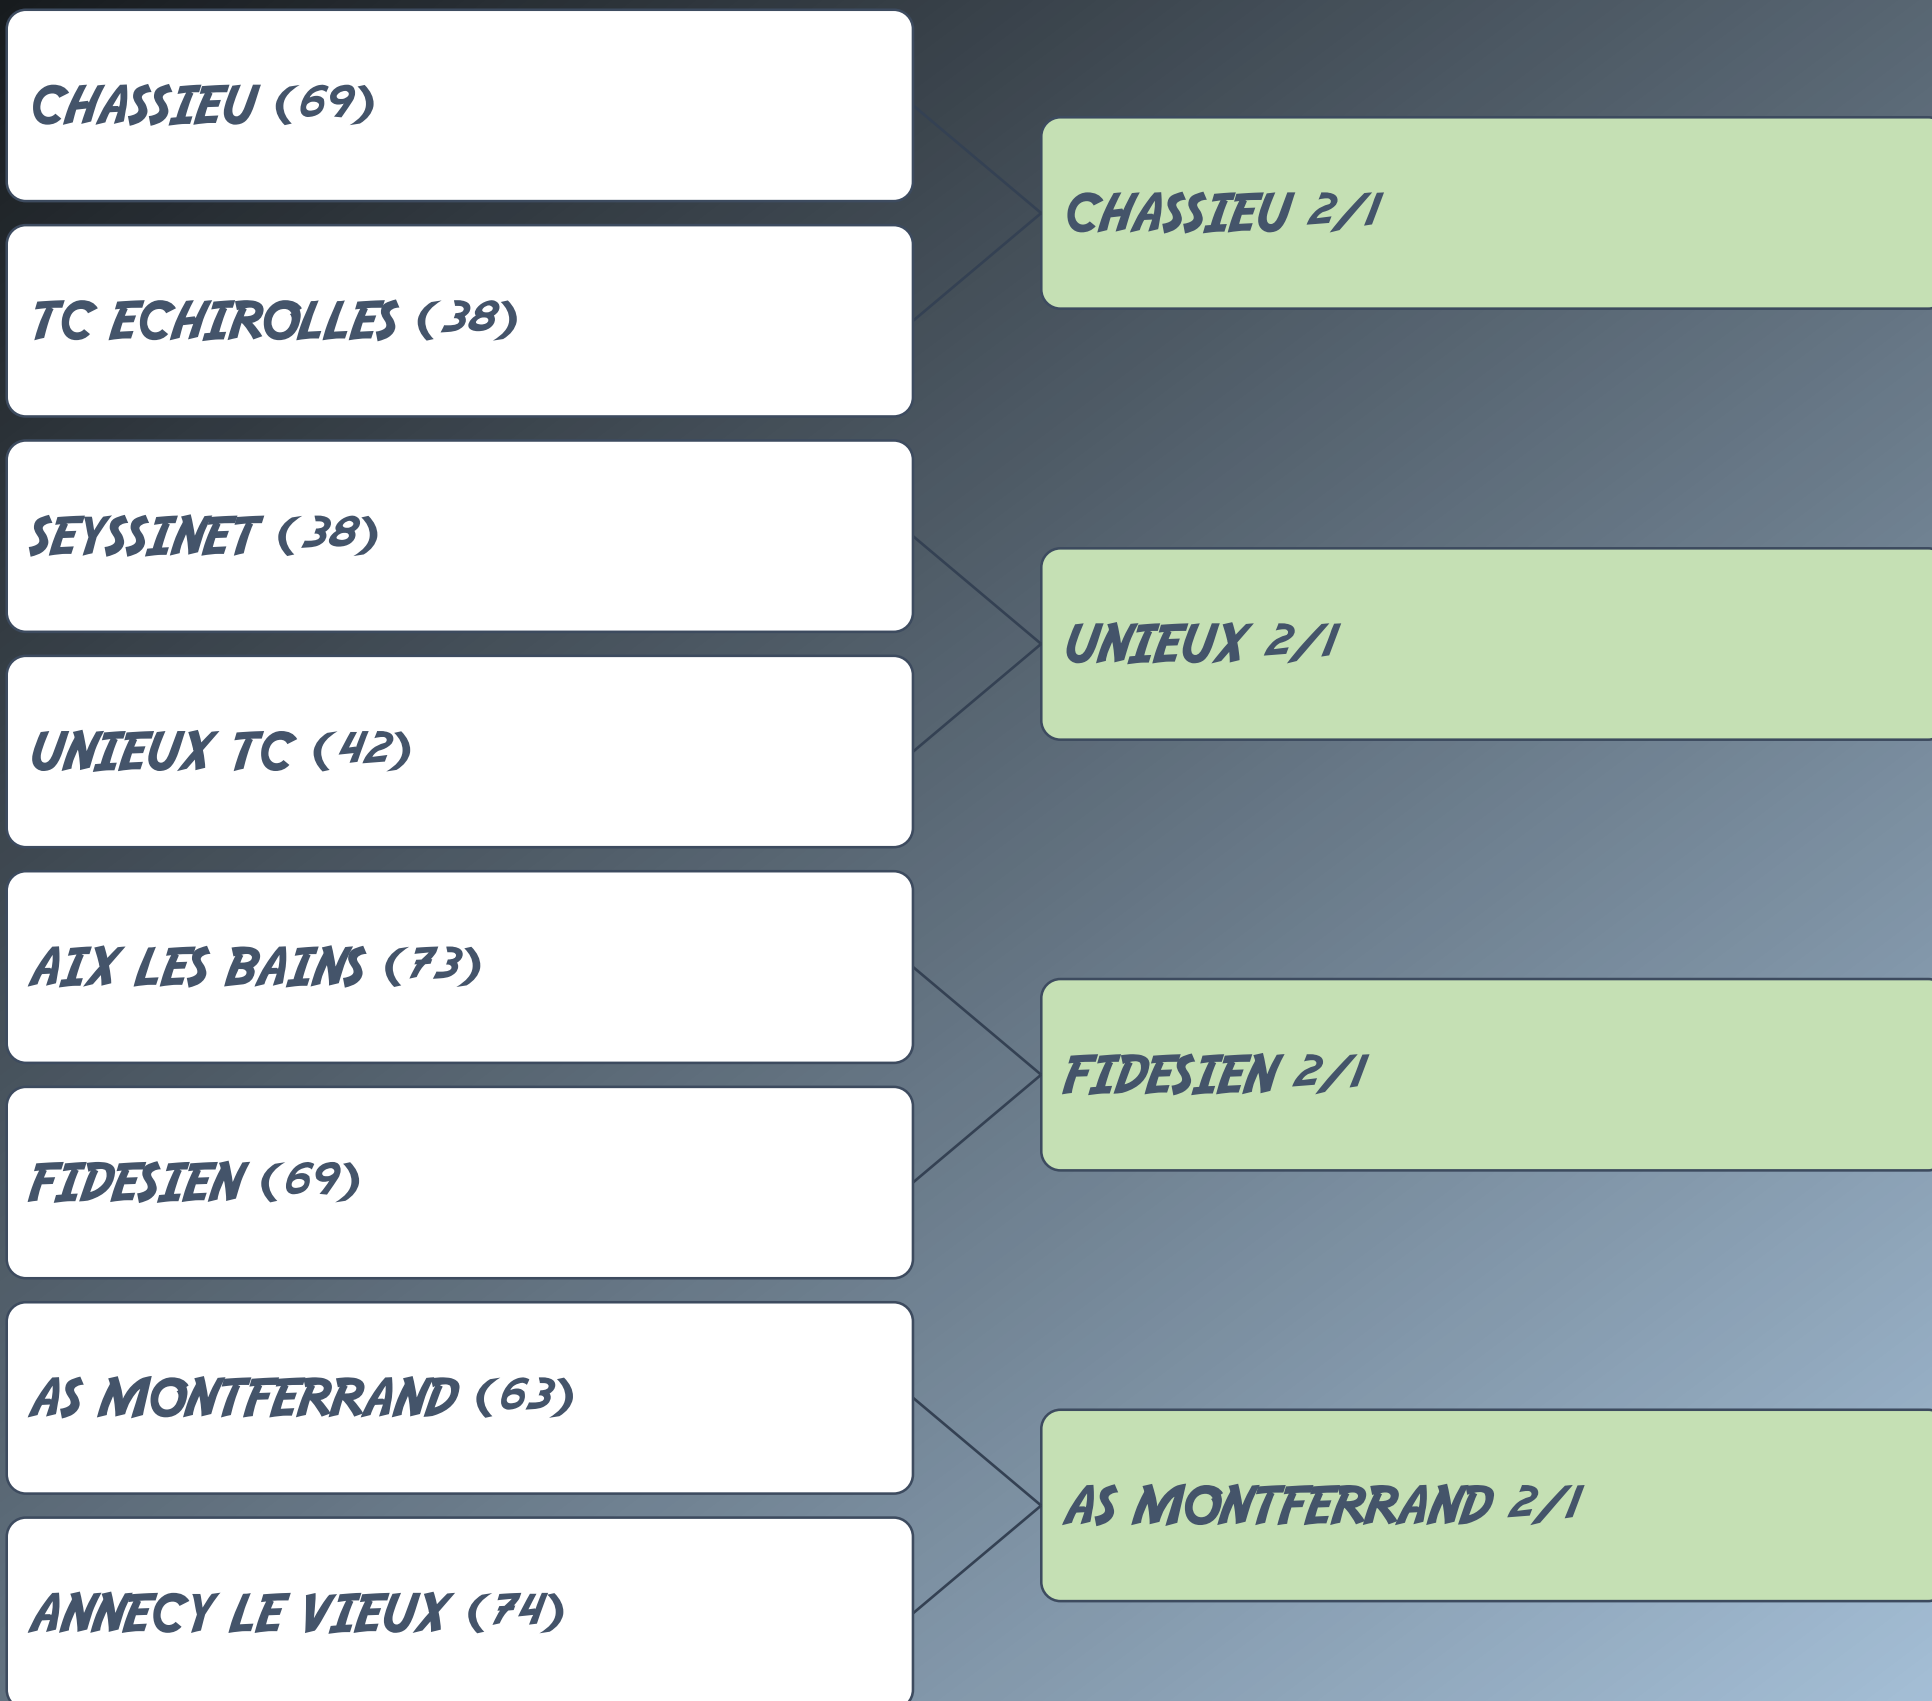 CHASSIEU (69)
TC ECHIROLLES (38)
SEYSSINET (38)
UNIEUX TC (42)
AIX LES BAINS (73)
FIDESIEN (69)
AS MONTFERRAND (63)
ANNECY LE VIEUX (74)
CHASSIEU 2/1
UNIEUX 2/1
FIDESIEN 2/1
AS MONTFERRAND 2/1